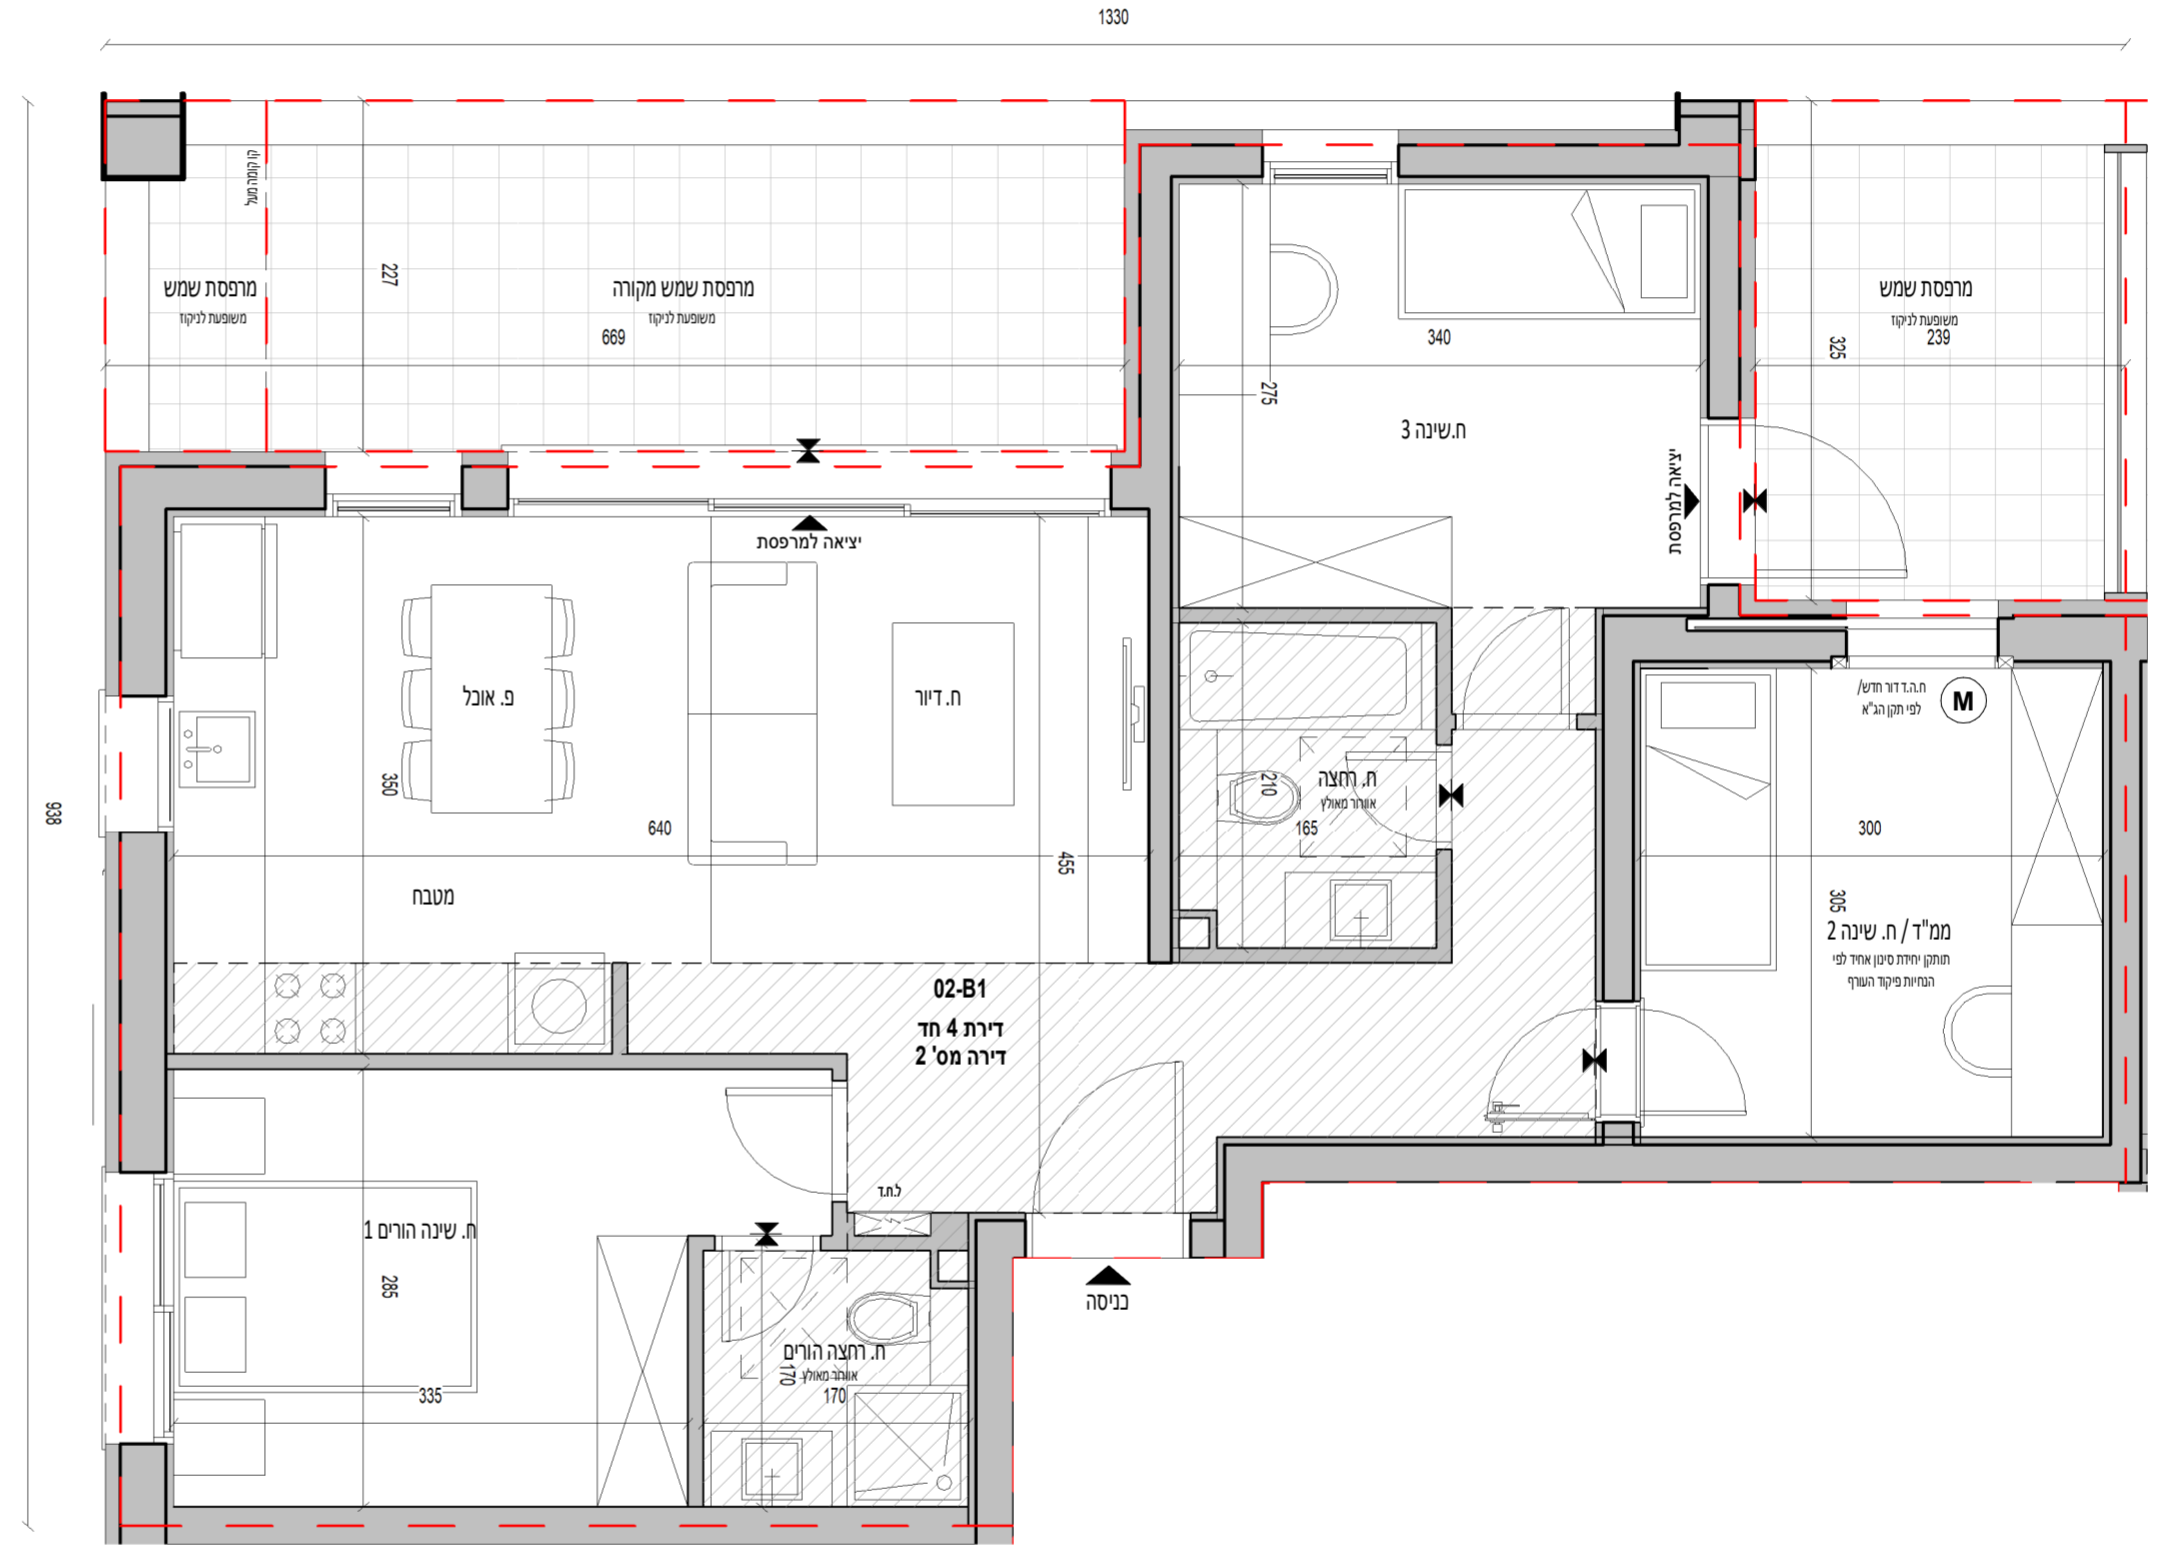 1330
קו קומה מעל
מרפסת שמש
משופעת לניקוז
227
מרפסת שמש מקורה
משופעת לניקוז
669
340
275
ח.שינה 3
מרפסת שמש
משופעת לניקוז
239
325
יציאה למרפסת
יציאה למרפסת
פ. אוכל
ח. דיור
350
640
455
מטבח
938
ח. רחצה
אוורור מאולץ
210
165
ח.ה.ד דור חדש/
לפי תקן הג"א
M
300
305
ממ"ד / ח. שינה 2
תותקן יחידת סינון אחיד לפי
הנחיות פיקוד העורף
02-B1
דירת 4 חד
דירה מס' 2
ל.ח.ד
ח. שינה הורים 1
285
335
ח. רחצה הורים
אוורור מאולץ
170
170
כניסה